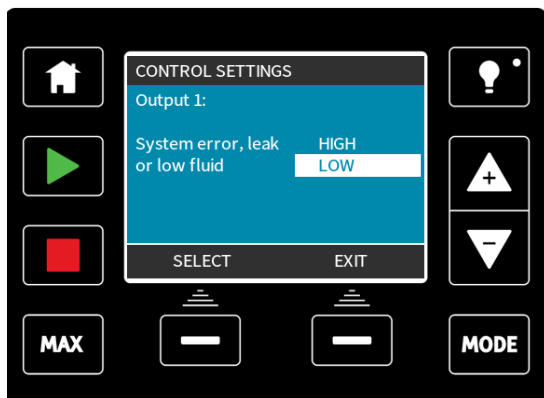 CONTROL SETTINGS
Output 1:
System error, leak HIGH
or low fluid LOW
SELECT EXIT
MAX MODE